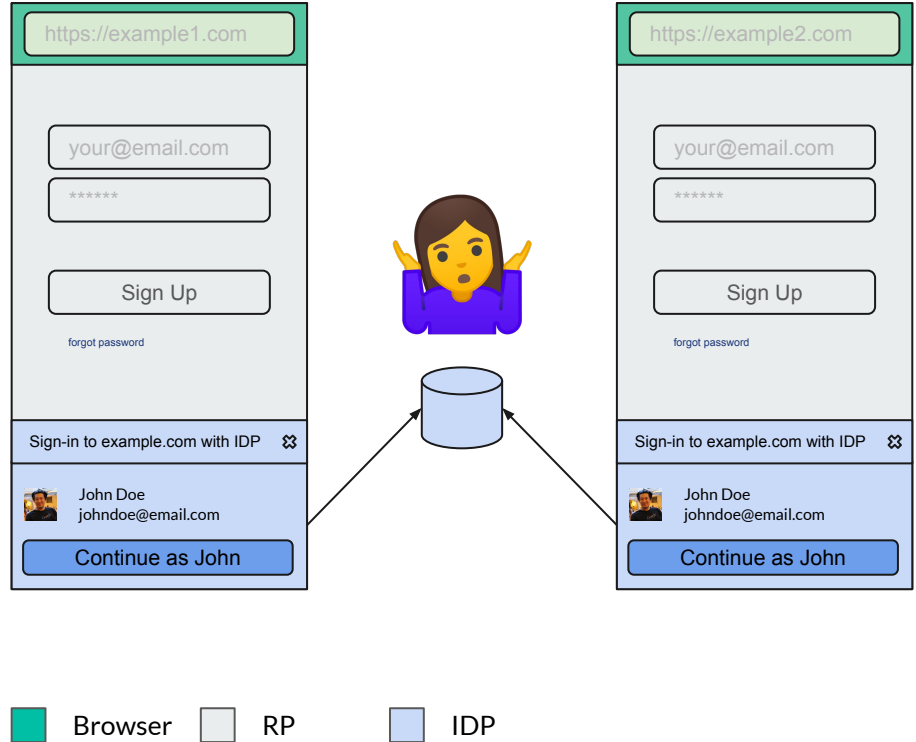 https://example1.com
your@email.com
******
Sign Up
forgot password
Sign-in to example.com with IDP
John Doe
johndoe@email.com
Continue as John
https://example2.com
your@email.com
******
Sign Up
forgot password
Sign-in to example.com with IDP
John Doe
johndoe@email.com
Continue as John
Browser
RP
IDP